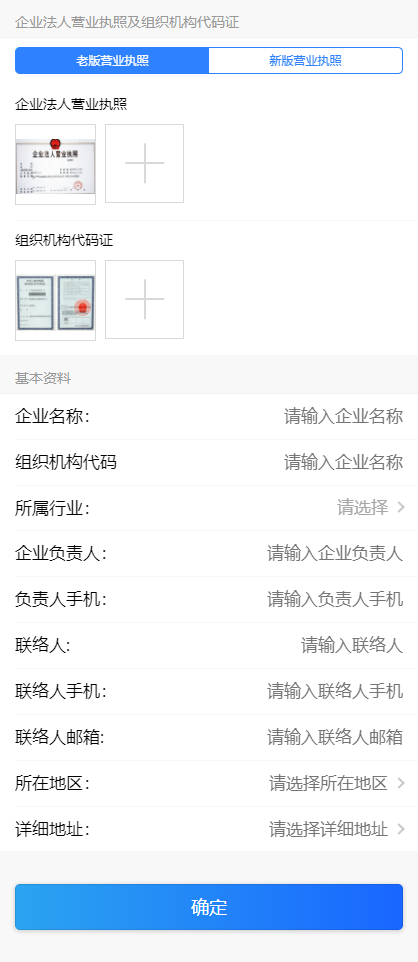 企业法人营业执照及组织机构代码证
老版营业执照
新版营业执照
企业法人营业执照
企业法人营业执照
组织机构代码证
基本资料
企业名称：
请输入企业名称
组织机构代码
请输入企业名称
所属行业：
请选择
企业负责人：
请输入企业负责人
负责人手机：
请输入负责人手机
联络人:
请输入联络人
联络人手机：
请输入联络人手机
联络人邮箱:
请输入联络人邮箱
所在地区：
请选择所在地区
详细地址：
请选择详细地址
确定